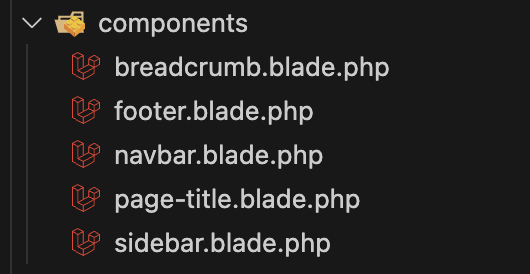 components
breadcrumb.blade.php
footer.blade.php
navbar.blade.php
page-title.blade.php
sidebar.blade.php